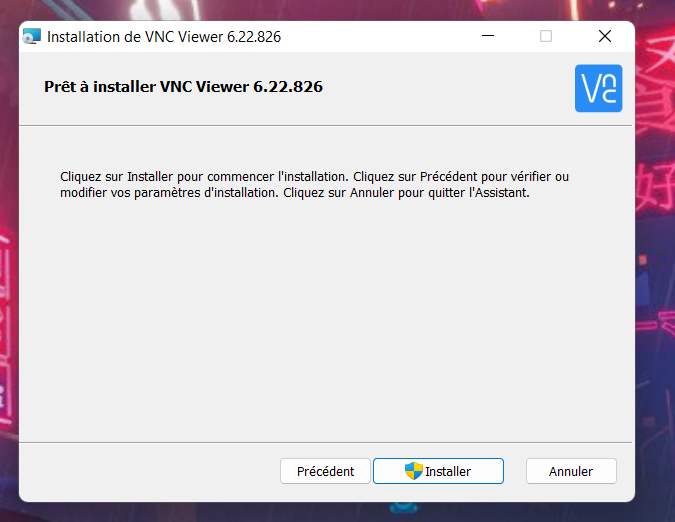 Installation de VNC Viewer 6.22.826
Prêt à installer VNC Viewer 6.22.826
Cliquez sur Installer pour commencer l'installation. Cliquez sur Précédent pour vérifier ou
modifier vos paramètres d'installation. Cliquez sur Annuler pour quitter l'Assistant.
Précédent
Installer
Annuler
VNC
好